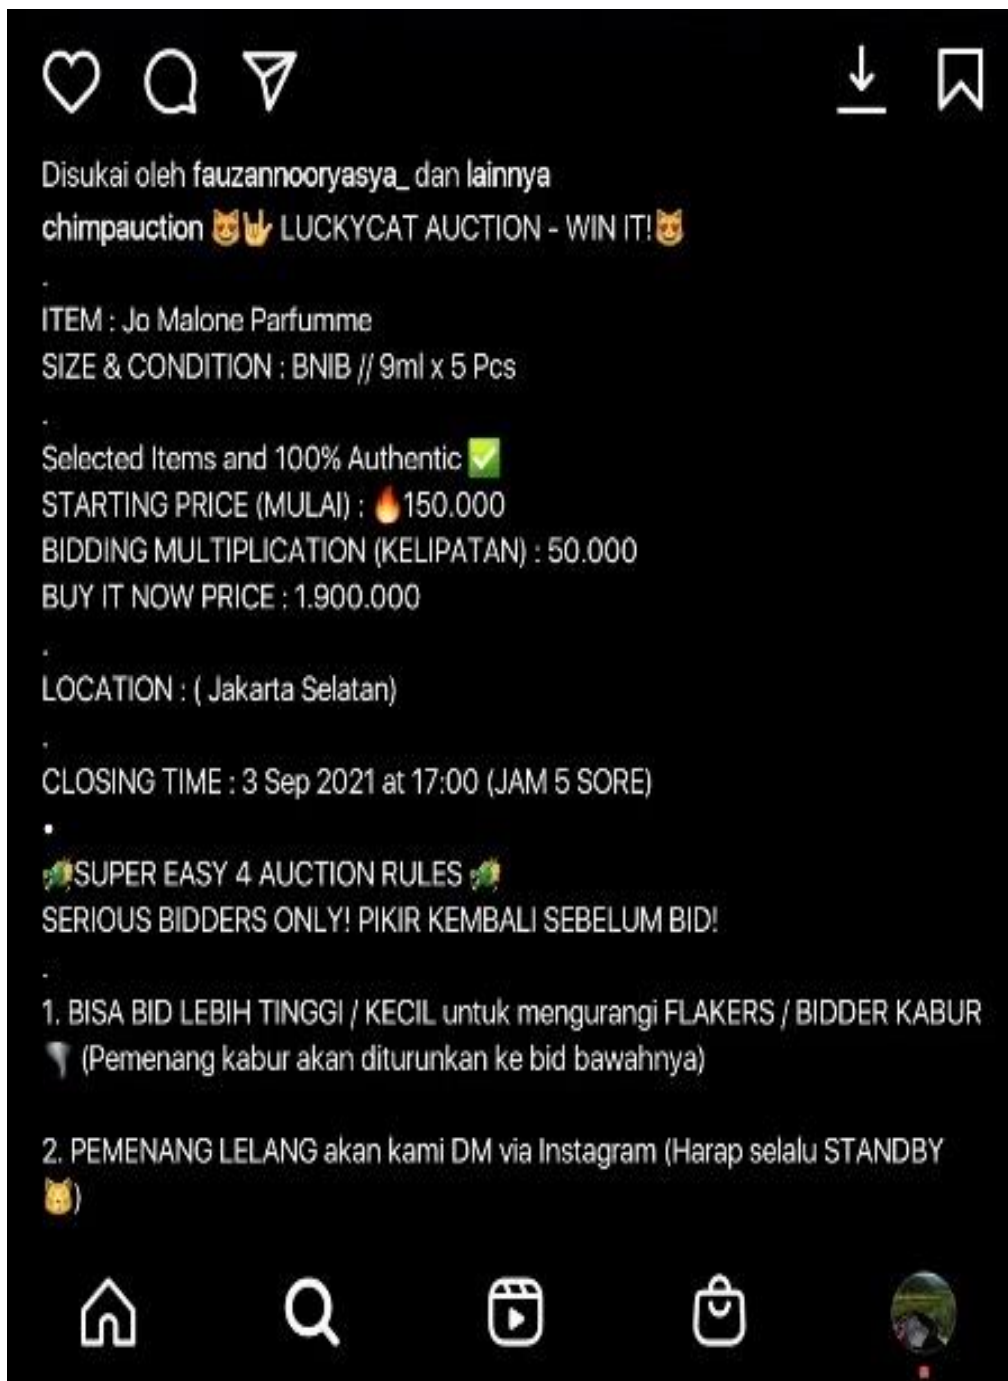 Disukai oleh fauzannooryasya_ dan lainnya
chimpauction 😻🤟 LUCKYCAT AUCTION - WIN IT!😻
.
ITEM : Jo Malone Parfumme
SIZE & CONDITION : BNIB // 9ml x 5 Pcs
.
Selected Items and 100% Authentic ✅
STARTING PRICE (MULAI) : 🔥150.000
BIDDING MULTIPLICATION (KELIPATAN) : 50.000
BUY IT NOW PRICE : 1.900.000
.
LOCATION : ( Jakarta Selatan)
.
CLOSING TIME : 3 Sep 2021 at 17:00 (JAM 5 SORE)
•
🐲SUPER EASY 4 AUCTION RULES 🐲
SERIOUS BIDDERS ONLY! PIKIR KEMBALI SEBELUM BID!
.
1. BISA BID LEBIH TINGGI / KECIL untuk mengurangi FLAKERS / BIDDER KABUR
🌪 (Pemenang kabur akan diturunkan ke bid bawahnya)
2. PEMENANG LELANG akan kami DM via Instagram (Harap selalu STANDBY
🐱)